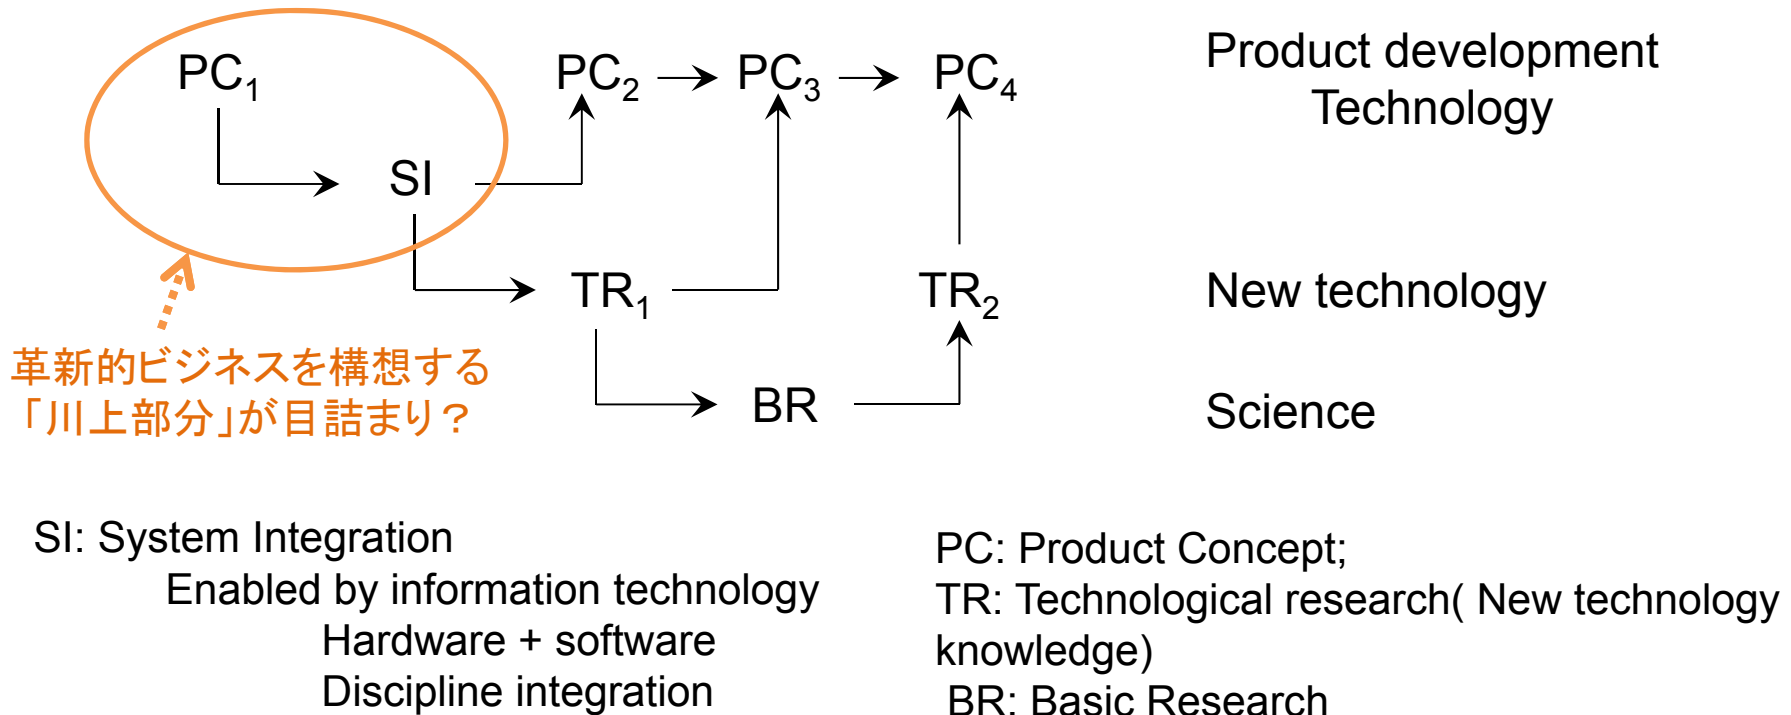 PC1
PC2
PC3
PC4
Product development
Technology
SI
TR1
TR2
New technology
革新的ビジネスを構想する
「川上部分」が目詰まり？
BR
Science
SI: System Integration
Enabled by information technology
Hardware + software
Discipline integration
PC: Product Concept;
TR: Technological research( New technology
knowledge)
BR: Basic Research